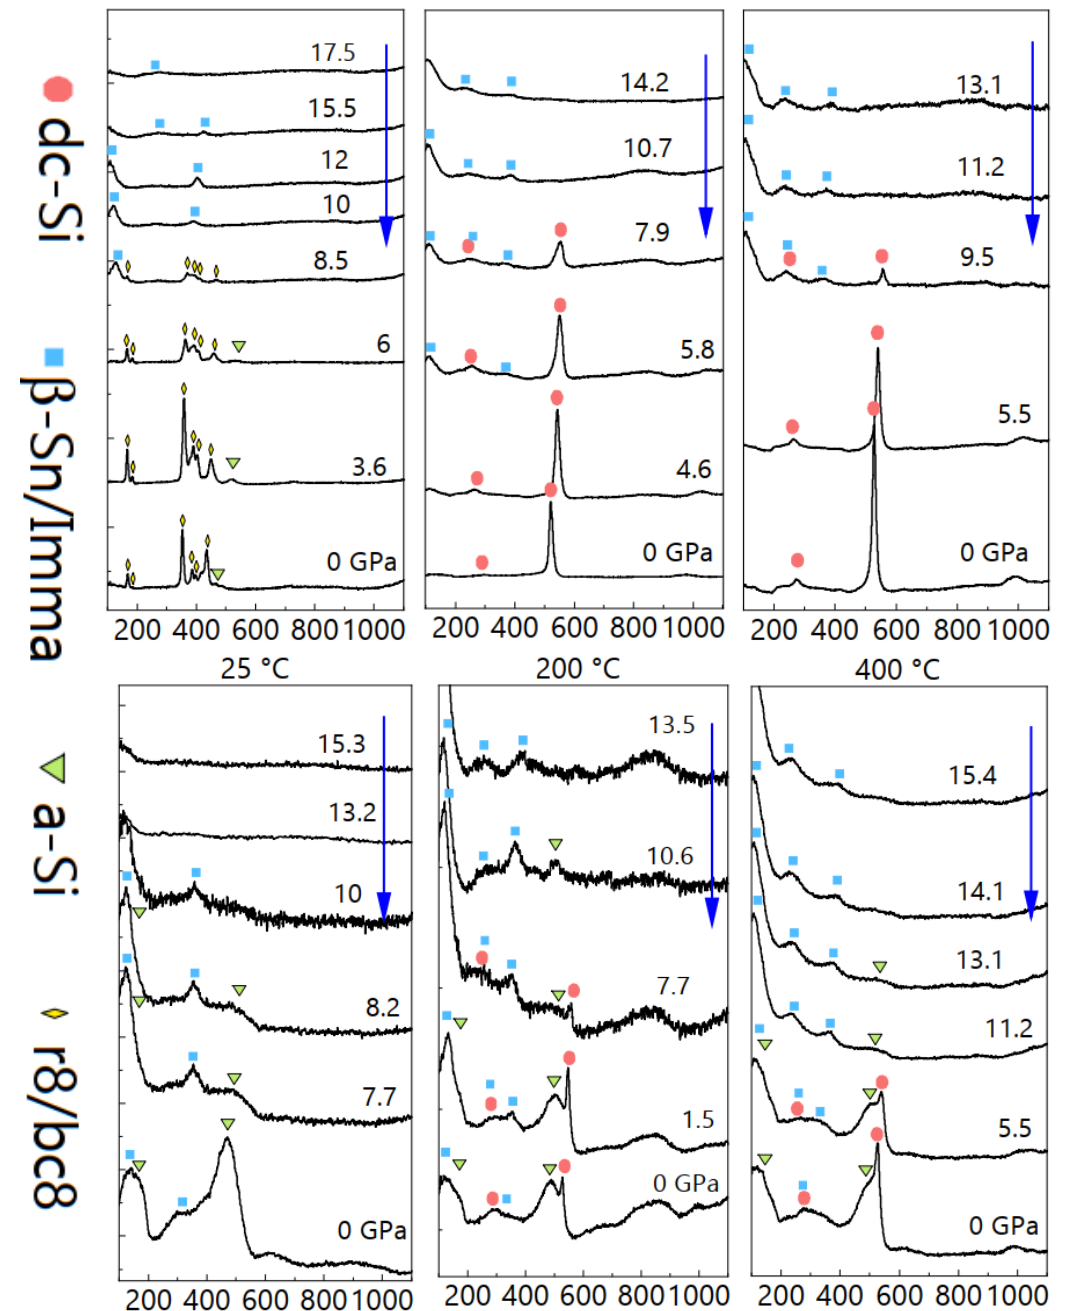 dc-Si
β-Sn/Imma
a-Si
r8/bc8
17.5
15.5
12
10
8.5
6
3.6
0 GPa
200 400 600 800 1000
25 °C
14.2
10.7
7.9
5.8
4.6
0 GPa
200 400 600 800 1000
200 °C
13.1
11.2
9.5
5.5
0 GPa
200 400 600 800 1000
400 °C
15.3
13.2
10
8.2
7.7
0 GPa
200 400 600 800 1000
13.5
10.6
7.7
1.5
0 GPa
200 400 600 800 1000
15.4
14.1
13.1
11.2
5.5
0 GPa
200 400 600 800 1000